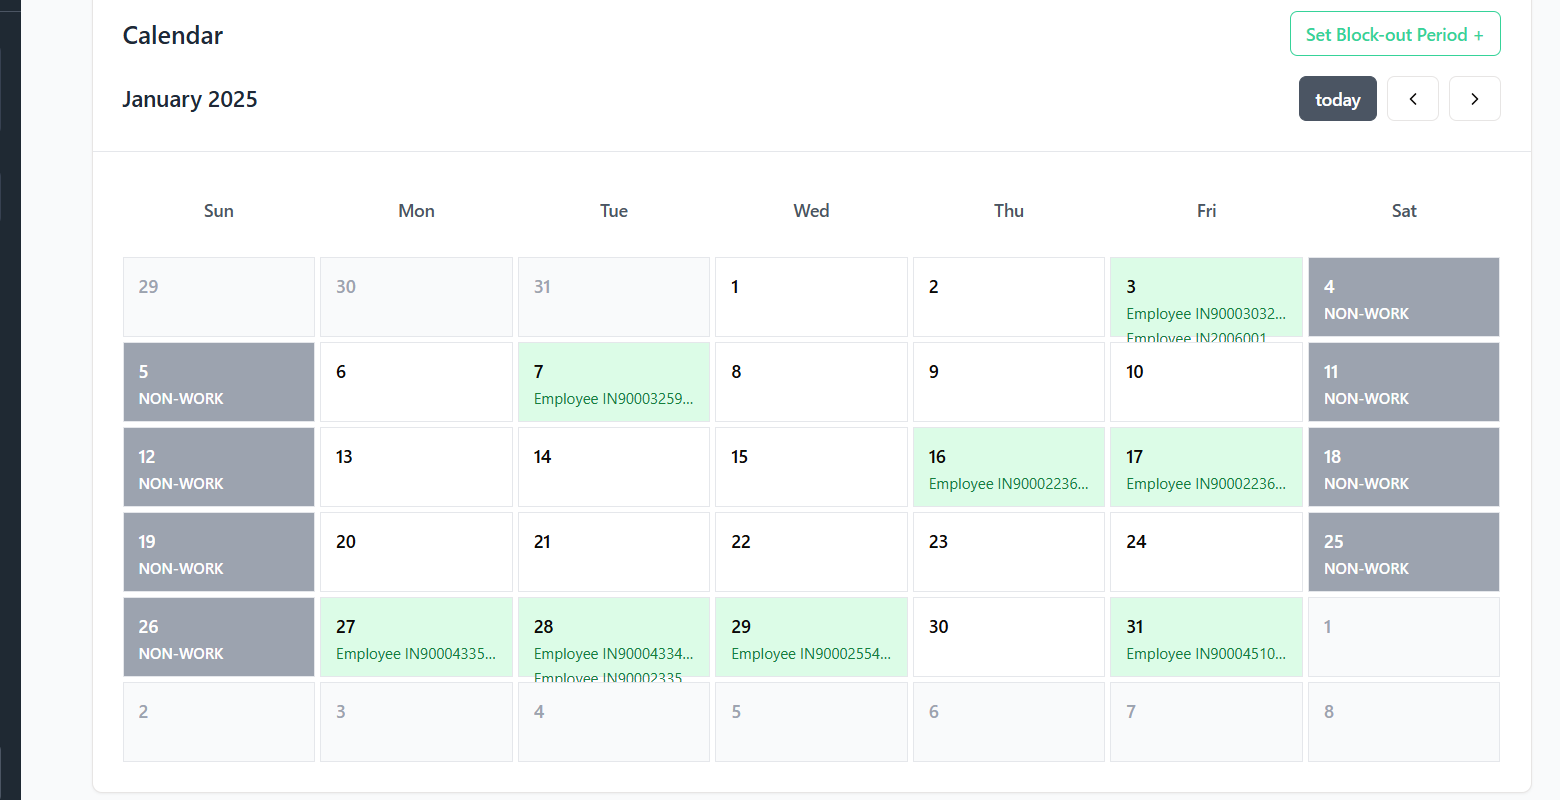 Calendar
Set Block-out Period +
January 2025
today
Sun Mon Tue Wed Thu Fri Sat
29 30 31 1 2 3 4
Employee IN90003032... NON-WORK
Employee IN2006001
5 6 7 8 9 10 11
NON-WORK Employee IN90003259... NON-WORK
12 13 14 15 16 17 18
NON-WORK Employee IN90002236... Employee IN90002236... NON-WORK
19 20 21 22 23 24 25
NON-WORK NON-WORK
26 27 28 29 30 31 1
NON-WORK Employee IN90004335... Employee IN90004334... Employee IN90002554... Employee IN90004510...
Employee IN90002335
2 3 4 5 6 7 8